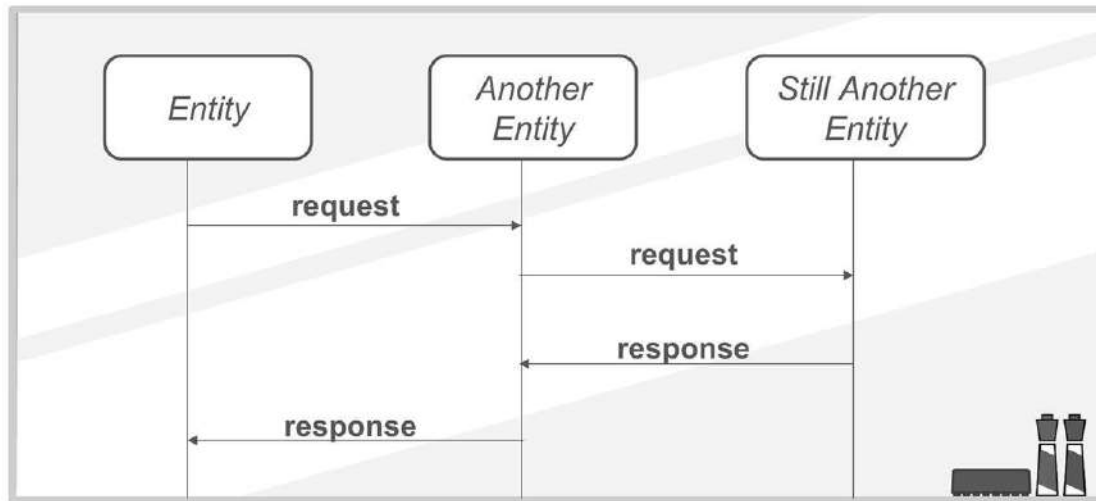 Entity
Another
Entity
Still Another
Entity
request
request
response
response